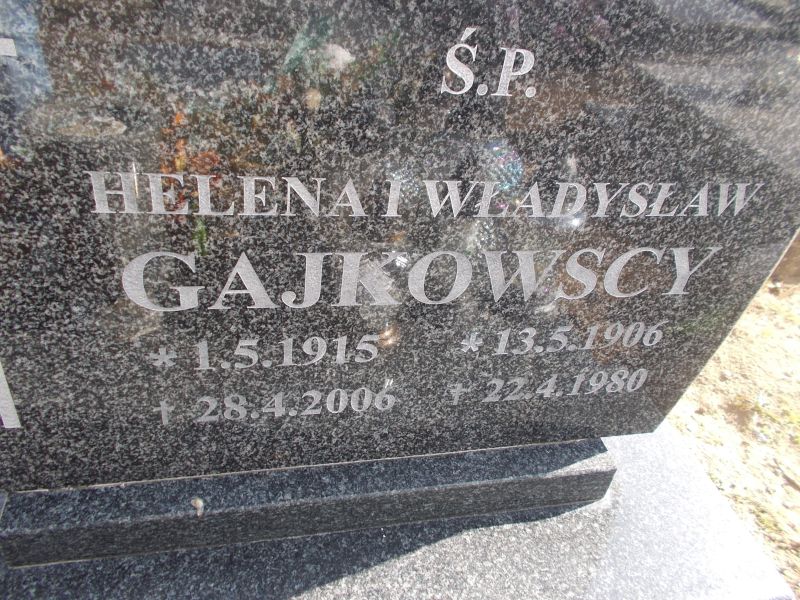 Ś.P.
HELENA I WŁADYSŁAW
GAJKOWSCY
* 1.5.1915 * 13.5.1906
† 28.4.2006 † 22.4.1980